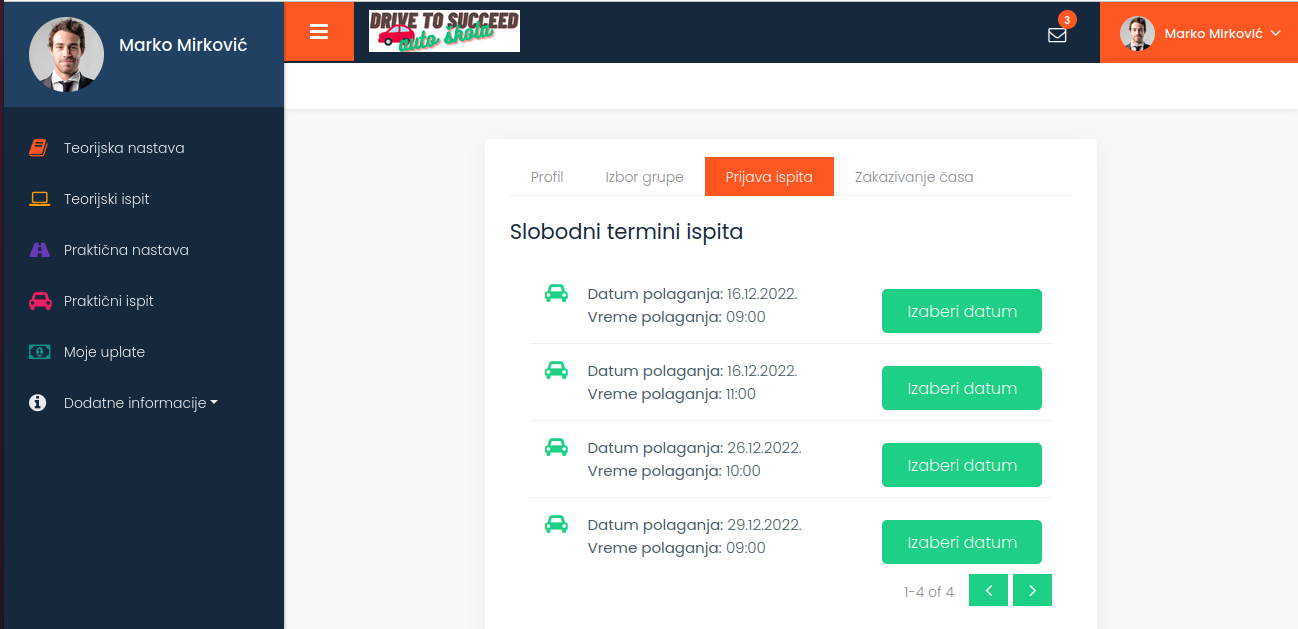 Marko Mirković
DRIVE TO SUCCEED
auto škola
3
Marko Mirković
Teorijska nastava
Teorijski ispit
Praktična nastava
Praktični ispit
Moje uplate
Dodatne informacije
Profil
Izbor grupe
Prijava ispita
Zakazivanje časa
Slobodni termini ispita
Datum polaganja: 16.12.2022.
Vreme polaganja: 09:00
Izaberi datum
Datum polaganja: 16.12.2022.
Vreme polaganja: 11:00
Izaberi datum
Datum polaganja: 26.12.2022.
Vreme polaganja: 10:00
Izaberi datum
Datum polaganja: 29.12.2022.
Vreme polaganja: 09:00
Izaberi datum
1-4 of 4